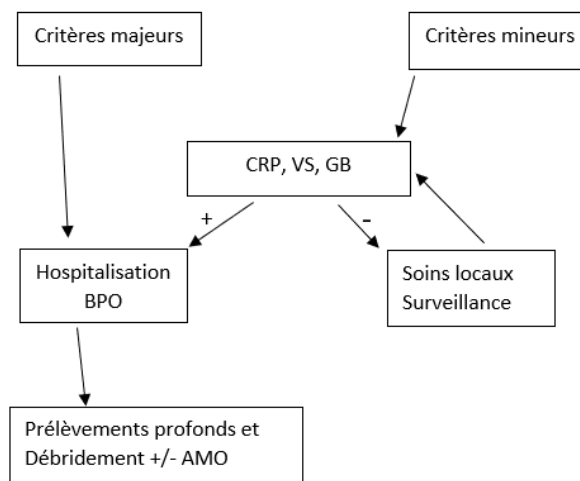 Critères majeurs
Critères mineurs
CRP, VS, GB
+
-
Hospitalisation
BPO
Soins locaux
Surveillance
Prélèvements profonds et
Débridement +/- AMO